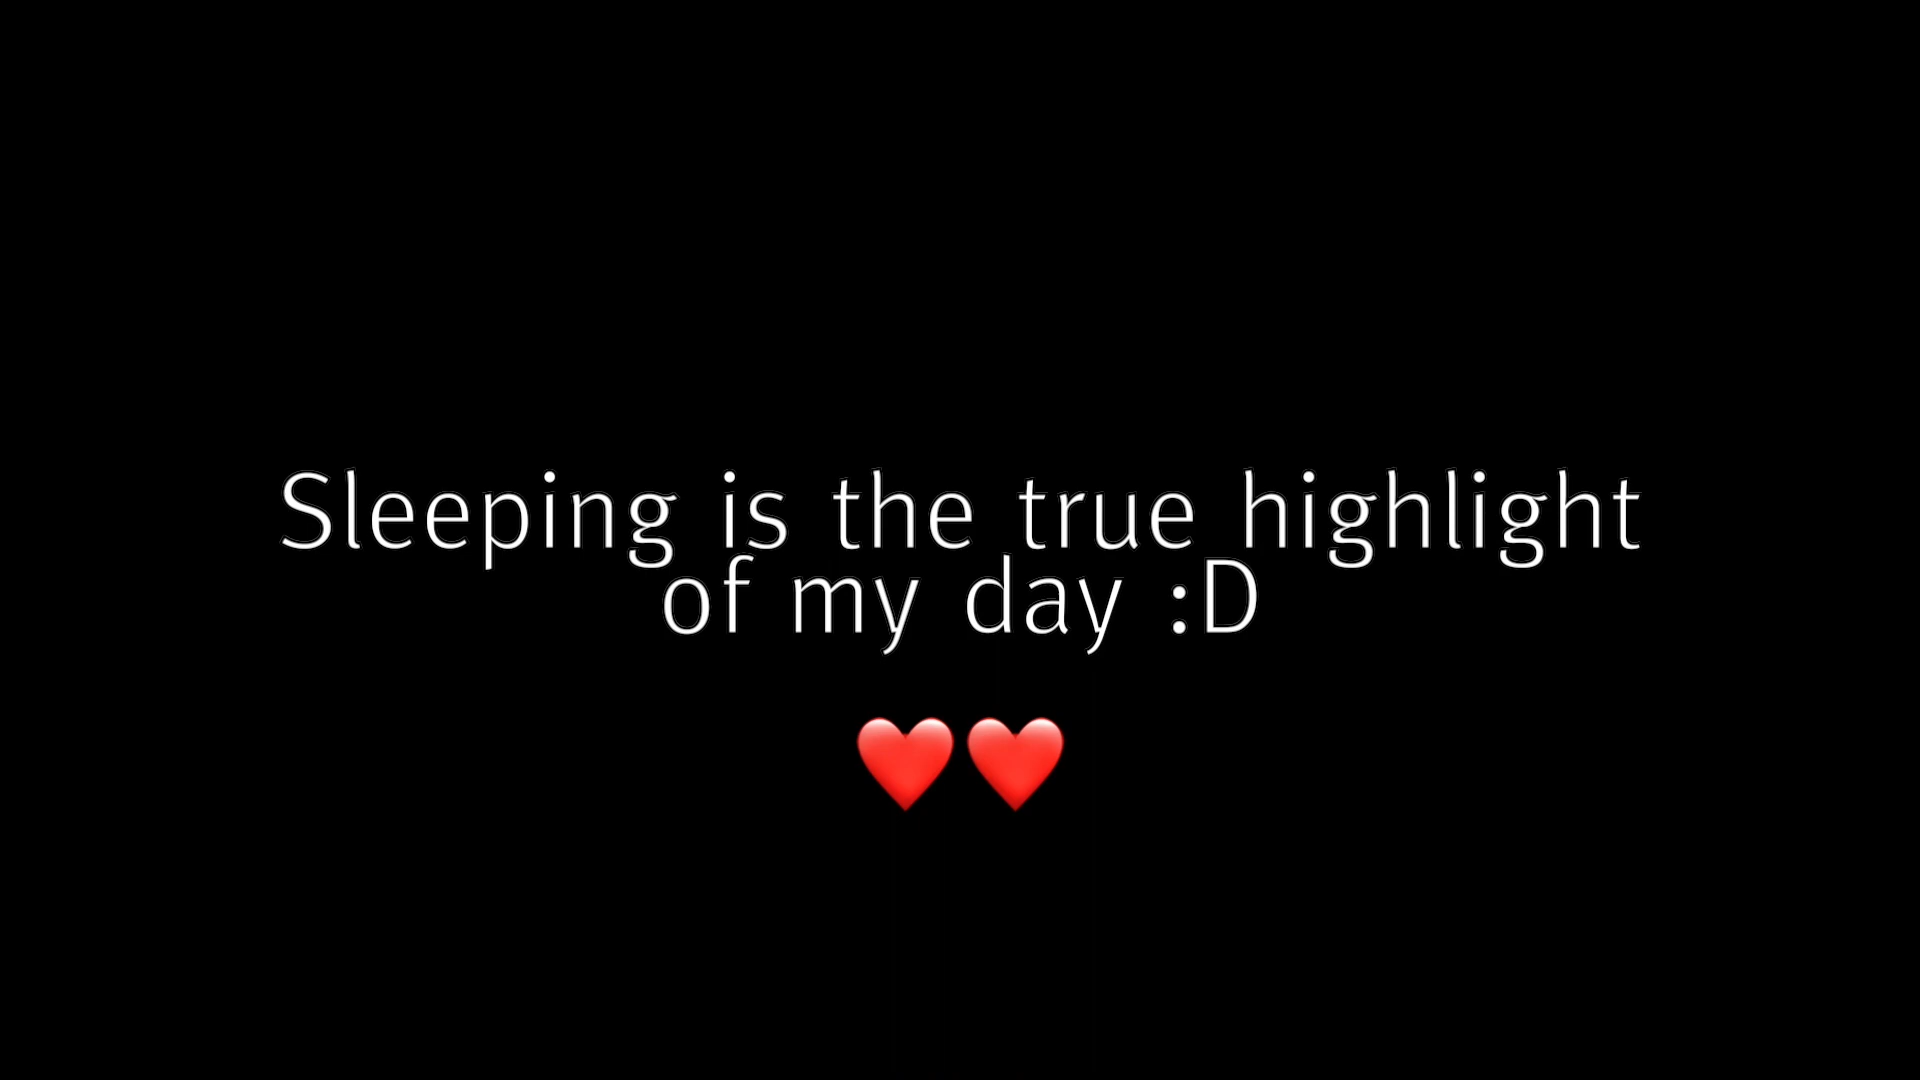 Sleeping is the true highlight
of my day :D
❤️❤️